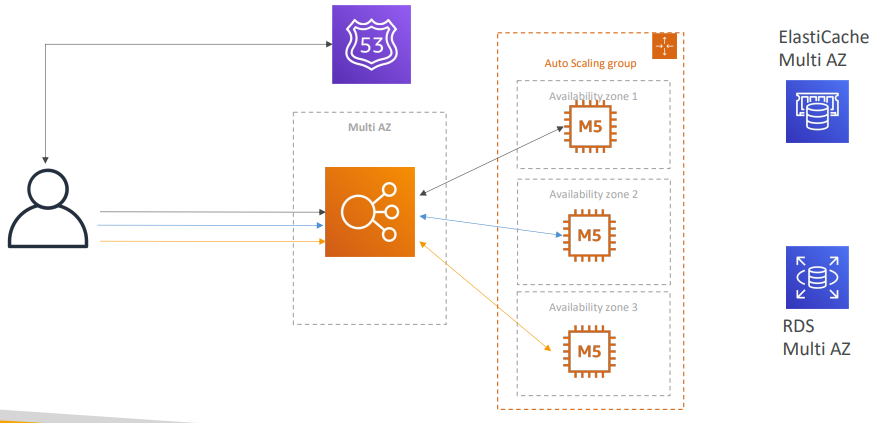 53
ElastiCache
Multi AZ
Auto Scaling group
Multi AZ
Availability zone 1
M5
Availability zone 2
M5
Availability zone 3
M5
RDS
Multi AZ